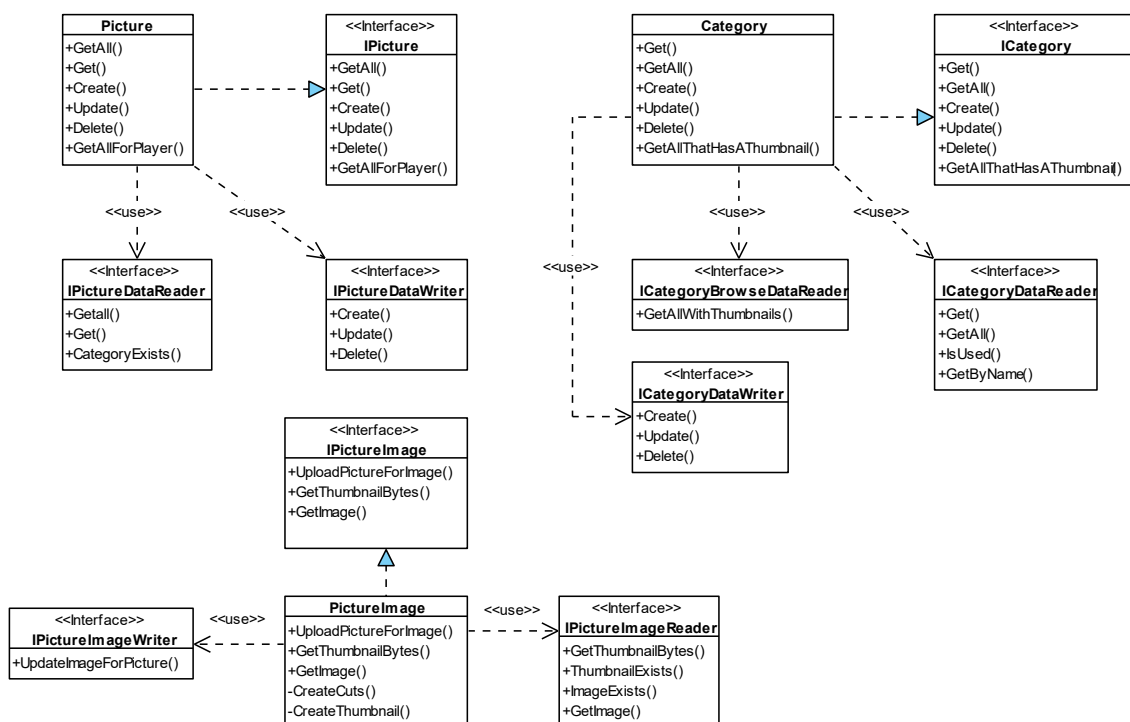 Picture
+GetAll()
+Get()
+Create()
+Update()
+Delete()
+GetAllForPlayer()
<<Interface>>
IPicture
+GetAll()
+Get()
+Create()
+Update()
+Delete()
+GetAllForPlayer()
Category
+Get()
+GetAll()
+Create()
+Update()
+Delete()
+GetAllThatHasAThumbnail()
<<Interface>>
ICategory
+Get()
+GetAll()
+Create()
+Update()
+Delete()
+GetAllThatHasAThumbnail()
<<use>>
<<use>>
<<use>>
<<use>>
<<use>>
<<Interface>>
IPictureDataReader
+Getall()
+Get()
+CategoryExists()
<<Interface>>
IPictureDataWriter
+Create()
+Update()
+Delete()
<<Interface>>
ICategoryBrowseDataReader
+GetAllWithThumbnails()
<<Interface>>
ICategoryDataReader
+Get()
+GetAll()
+IsUsed()
+GetByName()
<<Interface>>
ICategoryDataWriter
+Create()
+Update()
+Delete()
<<Interface>>
IPictureImage
+UploadPictureForImage()
+GetThumbnailBytes()
+GetImage()
<<Interface>>
IPictureImageWriter
+UpdateImageForPicture()
<<use>>
PictureImage
+UploadPictureForImage()
+GetThumbnailBytes()
+GetImage()
-CreateCuts()
-CreateThumbnail()
<<use>>
<<Interface>>
IPictureImageReader
+GetThumbnailBytes()
+ThumbnailExists()
+ImageExists()
+GetImage()